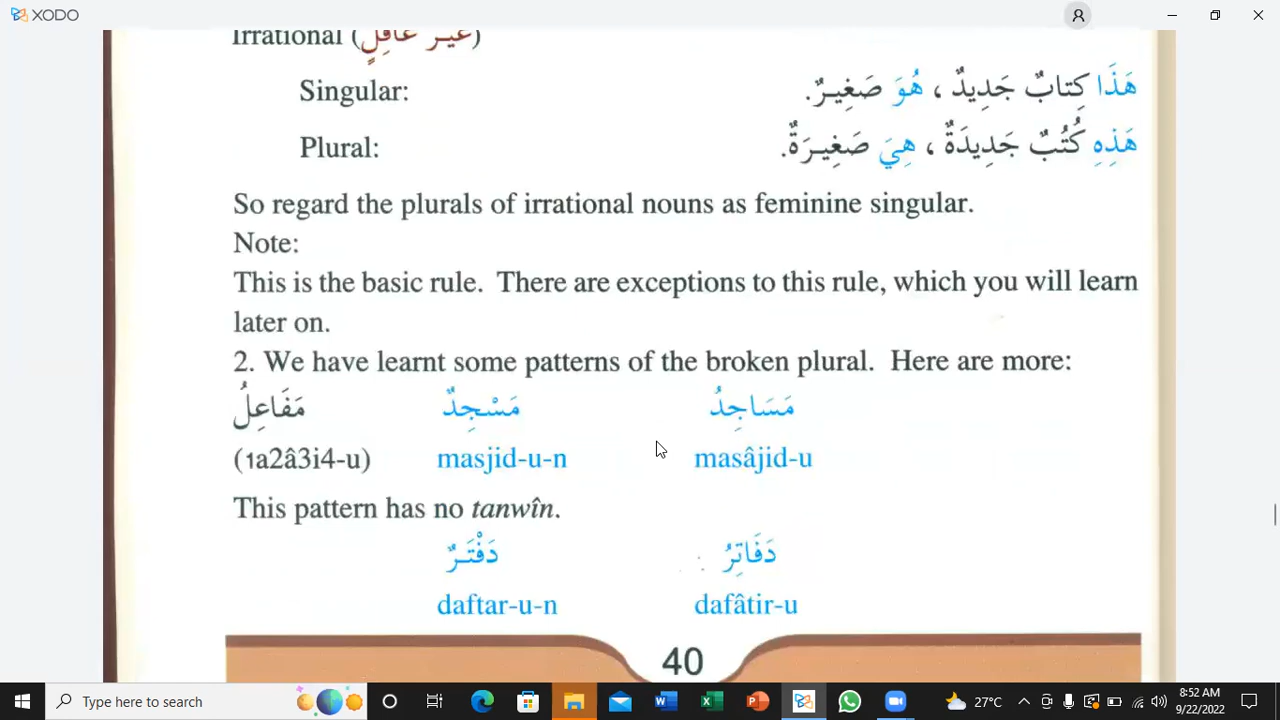 XODO
Irrational (غَيْر عَاقِلٍ)
Singular: هَذَا كِتابٌ جَدِيدٌ ، هُوَ صَغِيرٌ.
Plural: هَذِهِ كُتُبٌ جَدِيدَةٌ ، هِيَ صَغِيرَةٌ.
So regard the plurals of irrational nouns as feminine singular.
Note:
This is the basic rule. There are exceptions to this rule, which you will learn
later on.
2. We have learnt some patterns of the broken plural. Here are more:
مَفَاعِلُ مَسْجِدٌ مَسَاجِدُ
(1a2â3i4-u) masjid-u-n masâjid-u
This pattern has no tanwîn.
دَفْتَرٌ دَفَاتِرُ
daftar-u-n dafâtir-u
40
Type here to search 27°C 8:52 AM
9/22/2022